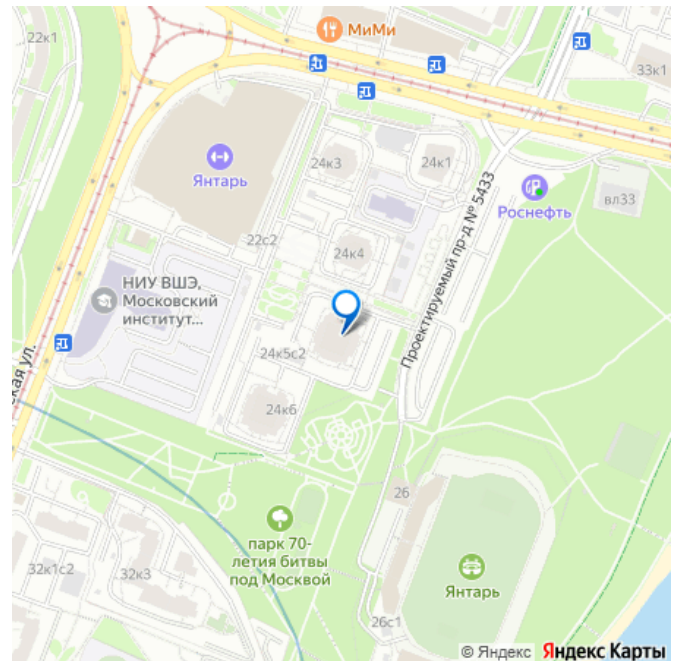 22к1
МиМи
33к1
24к3
24к1
Янтарь
Роснефть
вл33
Проектируемый пр-д № 5433
22с2
24к4
НИУ ВШЭ,
Московский
институт...
24к5с2
ская ул.
24к6
26
парк 70-
летия битвы
под Москвой
32к1с2
32к3
Янтарь
26с1
© Яндекс Яндекс Карты